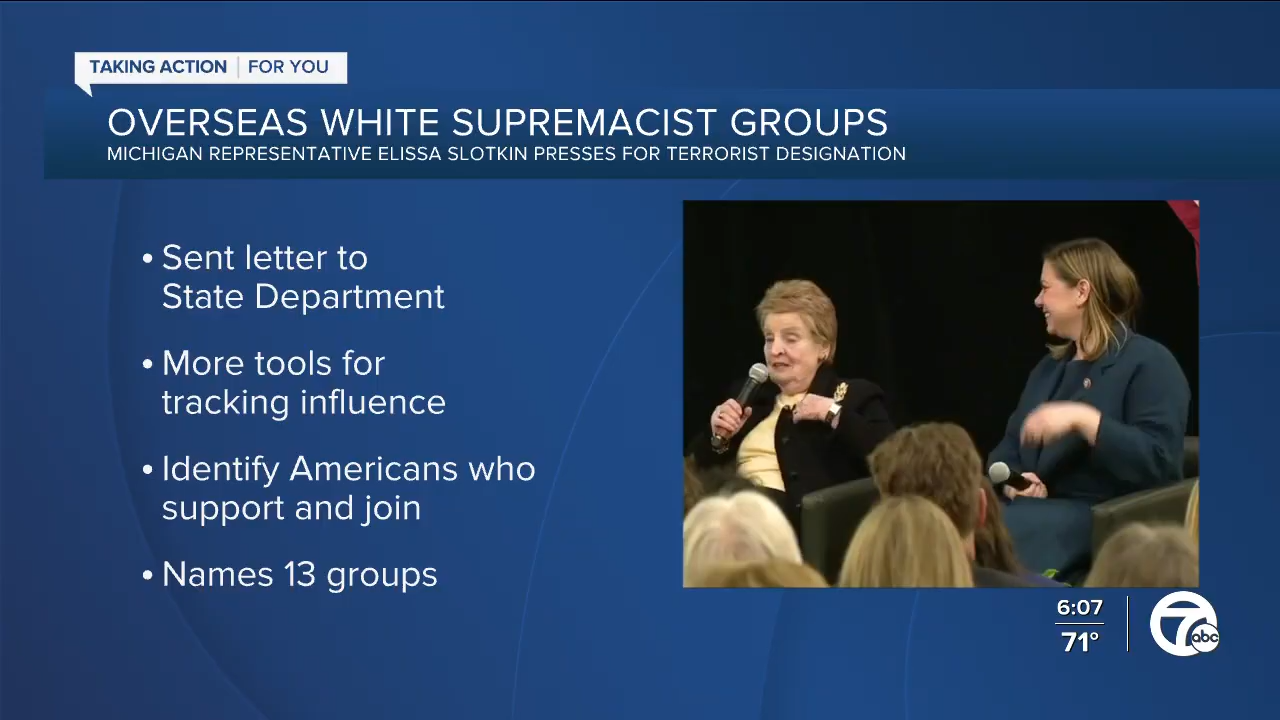 TAKING ACTION | FOR YOU
OVERSEAS WHITE SUPREMACIST GROUPS
MICHIGAN REPRESENTATIVE ELISSA SLOTKIN PRESSES FOR TERRORIST DESIGNATION
• Sent letter to
State Department
• More tools for
tracking influence
• Identify Americans who
support and join
• Names 13 groups
6:07
71°
7 abc